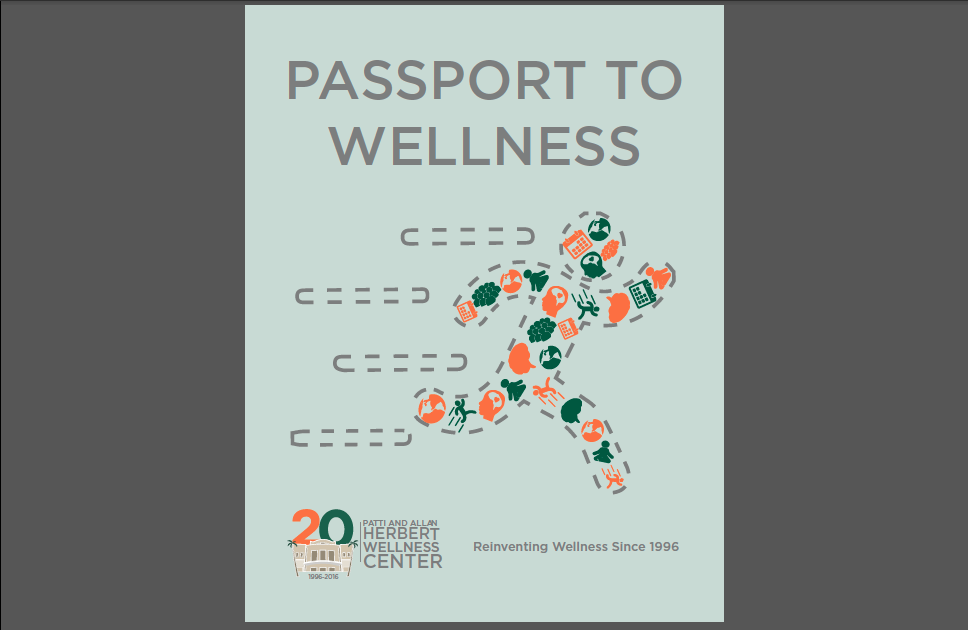 PASSPORT TO
WELLNESS
20
PATTI AND ALLAN
HERBERT
WELLNESS
CENTER
1996-2016
Reinventing Wellness Since 1996